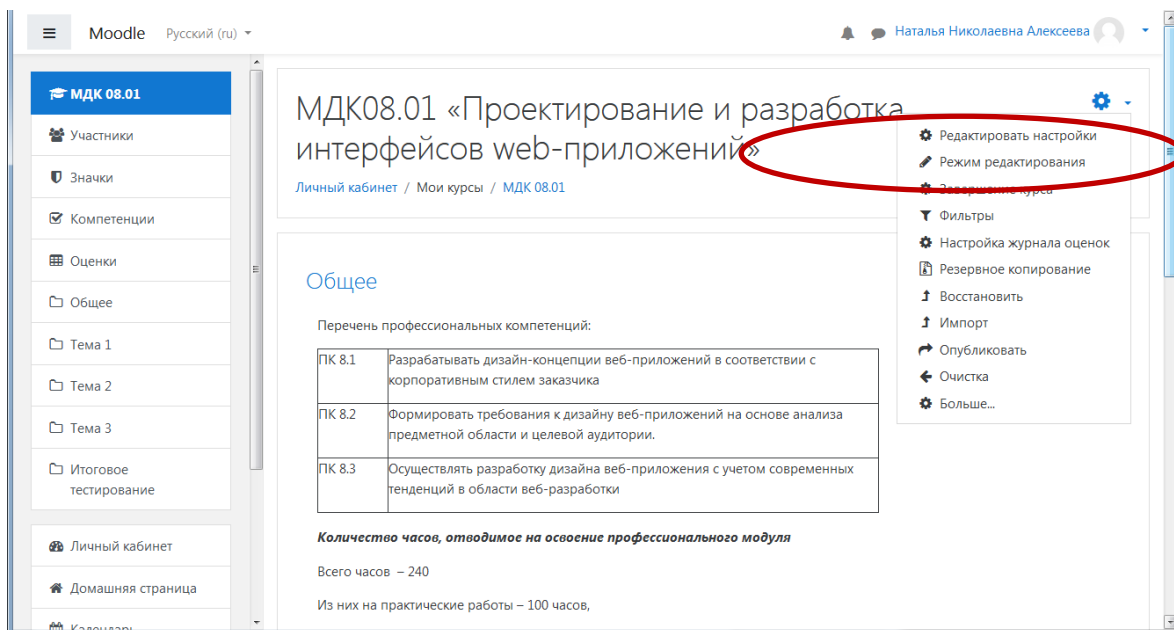 Moodle Русский (ru)
Наталья Николаевна Алексеева
МДК 08.01
Участники
Значки
Компетенции
Оценки
Общее
Тема 1
Тема 2
Тема 3
Итоговое
тестирование
Личный кабинет
Домашняя страница
Календарь
МДК08.01 «Проектирование и разработка
интерфейсов web-приложений»
Личный кабинет / Мои курсы / МДК 08.01
Редактировать настройки
Режим редактирования
Завершение курса
Фильтры
Настройка журнала оценок
Резервное копирование
Восстановить
Импорт
Опубликовать
Очистка
Больше...
Общее
Перечень профессиональных компетенций:
ПК 8.1 Разрабатывать дизайн-концепции веб-приложений в соответствии с
корпоративным стилем заказчика
ПК 8.2 Формировать требования к дизайну веб-приложений на основе анализа
предметной области и целевой аудитории.
ПК 8.3 Осуществлять разработку дизайна веб-приложения с учетом современных
тенденций в области веб-разработки
Количество часов, отводимое на освоение профессионального модуля
Всего часов – 240
Из них на практические работы – 100 часов,